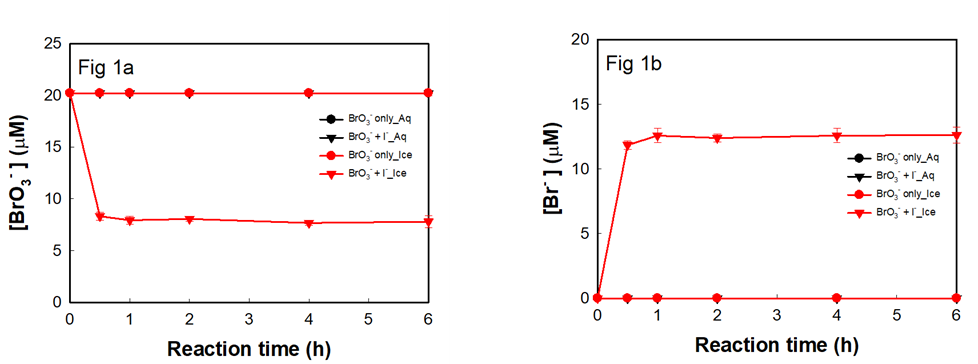 Fig 1a
[BrO₃⁻] (μM)
25
20
15
10
5
0
BrO₃⁻ only_Aq
BrO₃⁻ + I⁻_Aq
BrO₃⁻ only_Ice
BrO₃⁻ + I⁻_Ice
0 1 2 3 4 5 6
Reaction time (h)
Fig 1b
[Br⁻] (μM)
20
15
10
5
0
BrO₃⁻ only_Aq
BrO₃⁻ + I⁻_Aq
BrO₃⁻ only_Ice
BrO₃⁻ + I⁻_Ice
0 1 2 3 4 5 6
Reaction time (h)